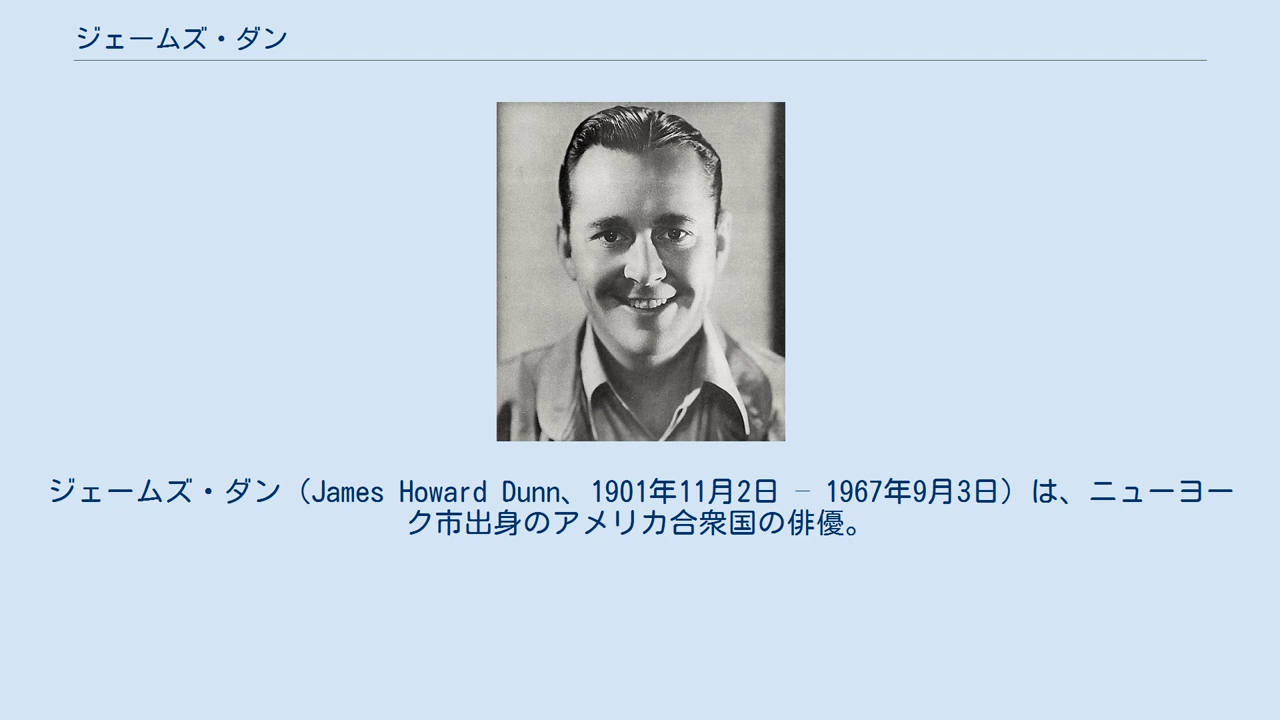 ジェームズ・ダン
ジェームズ・ダン（James Howard Dunn、1901年11月2日 – 1967年9月3日）は、ニューヨー
ク市出身のアメリカ合衆国の俳優。